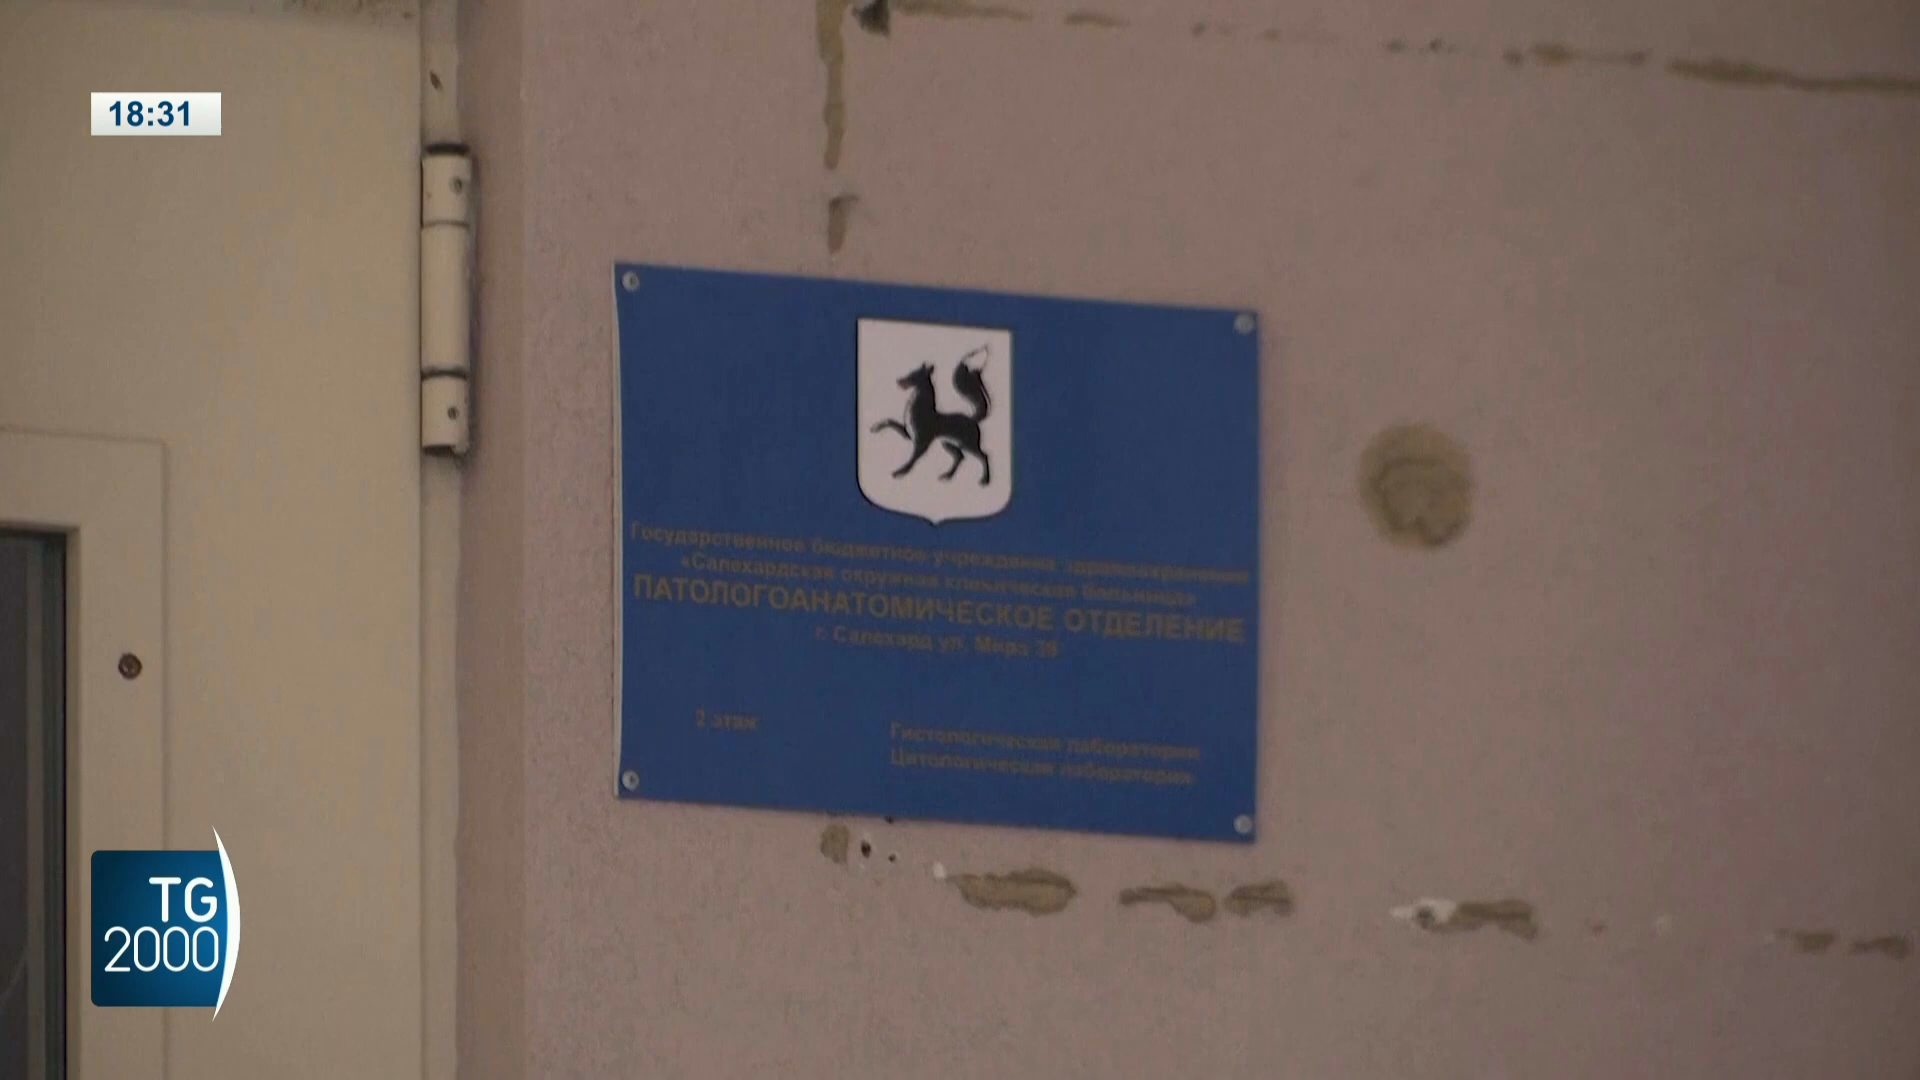 18:31
Государственное бюджетное учреждение здравоохранения
«Салехардская окружная клиническая больница»
ПАТОЛОГОАНАТОМИЧЕСКОЕ ОТДЕЛЕНИЕ
г. Салехард ул. Мира 39
2 этаж
Гистологическая лаборатория
Цитологическая лаборатория
TG
2000